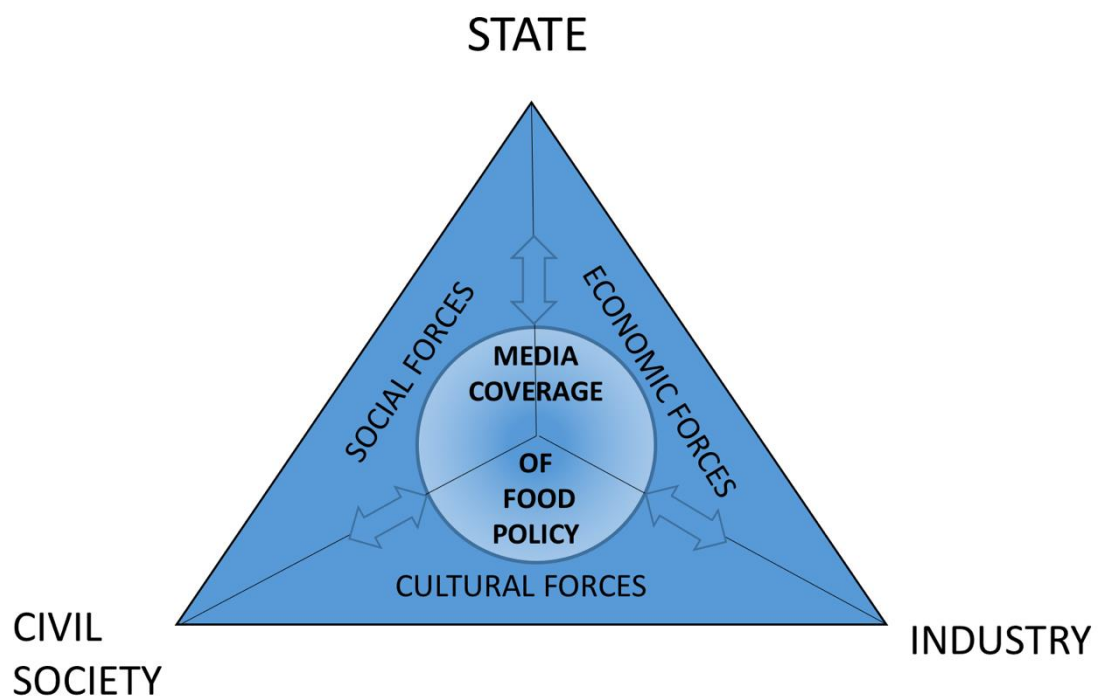 STATE
SOCIAL FORCES
ECONOMIC FORCES
MEDIA
COVERAGE
OF
FOOD
POLICY
CULTURAL FORCES
CIVIL
SOCIETY
INDUSTRY